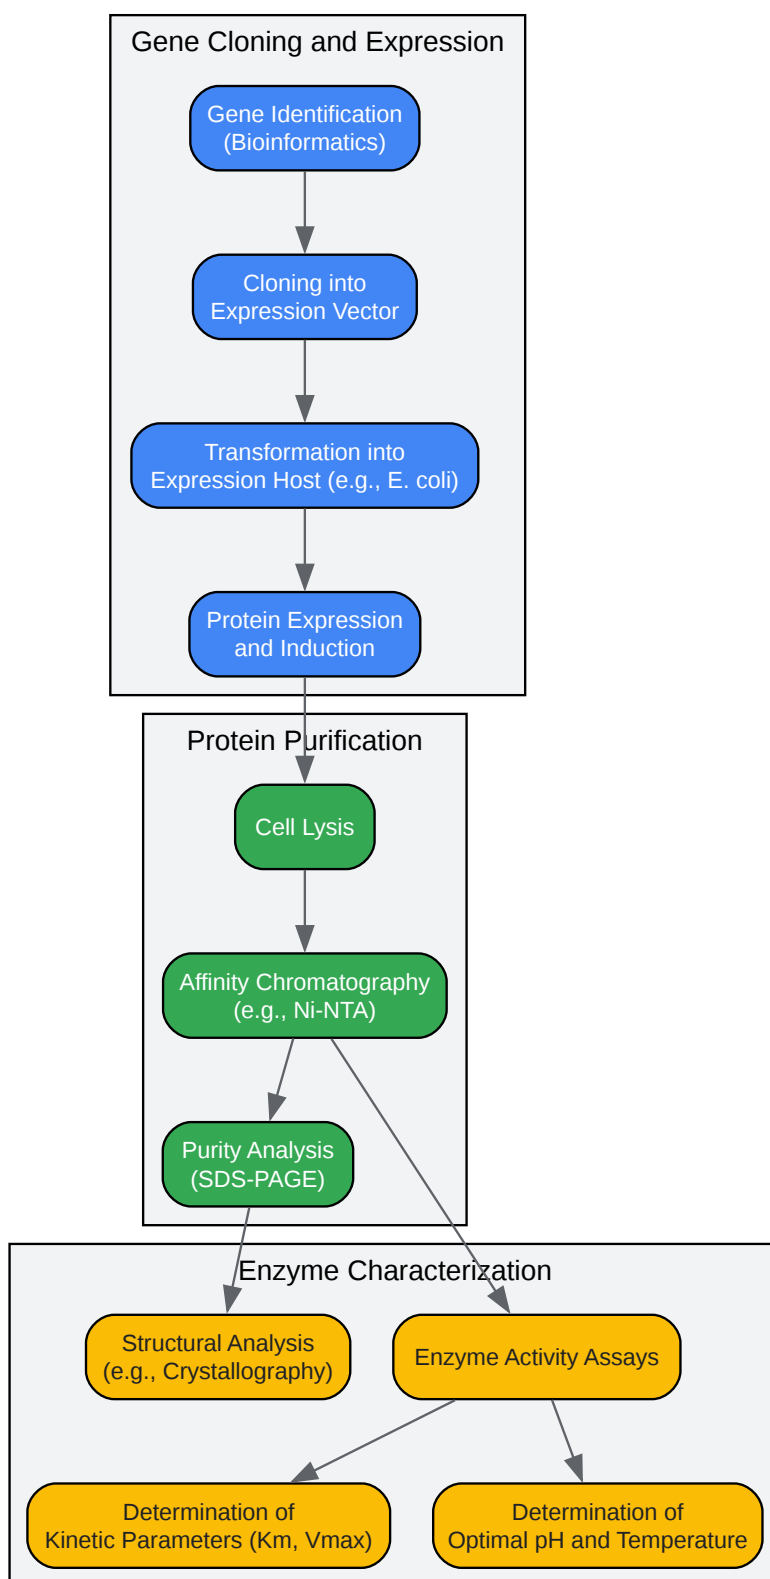 Gene Cloning and Expression
Gene Identification
(Bioinformatics)
Cloning into
Expression Vector
Transformation into
Expression Host (e.g., E. coli)
Protein Expression
and Induction
Protein Purification
Cell Lysis
Affinity Chromatography
(e.g., Ni-NTA)
Purity Analysis
(SDS-PAGE)
Enzyme Characterization
Structural Analysis
(e.g., Crystallography)
Enzyme Activity Assays
Determination of
Kinetic Parameters (Km, Vmax)
Determination of
Optimal pH and Temperature